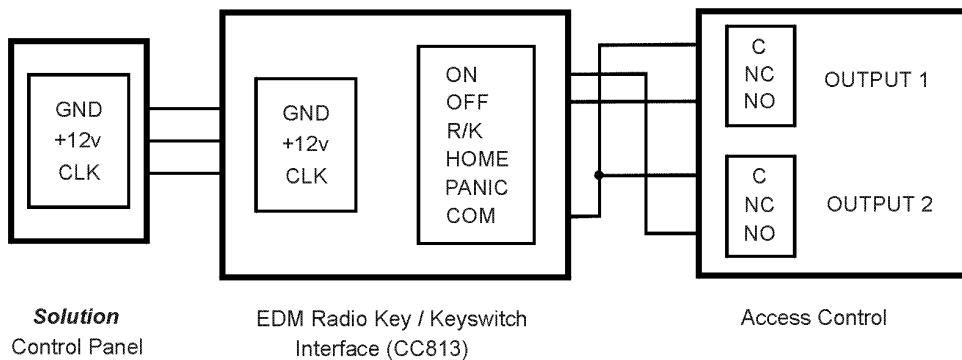 GND
+12v
CLK
GND
+12v
CLK
ON
OFF
R/K
HOME
PANIC
COM
C
NC
NO
OUTPUT 1
C
NC
NO
OUTPUT 2
Solution
Control Panel
EDM Radio Key / Keyswitch
Interface (CC813)
Access Control